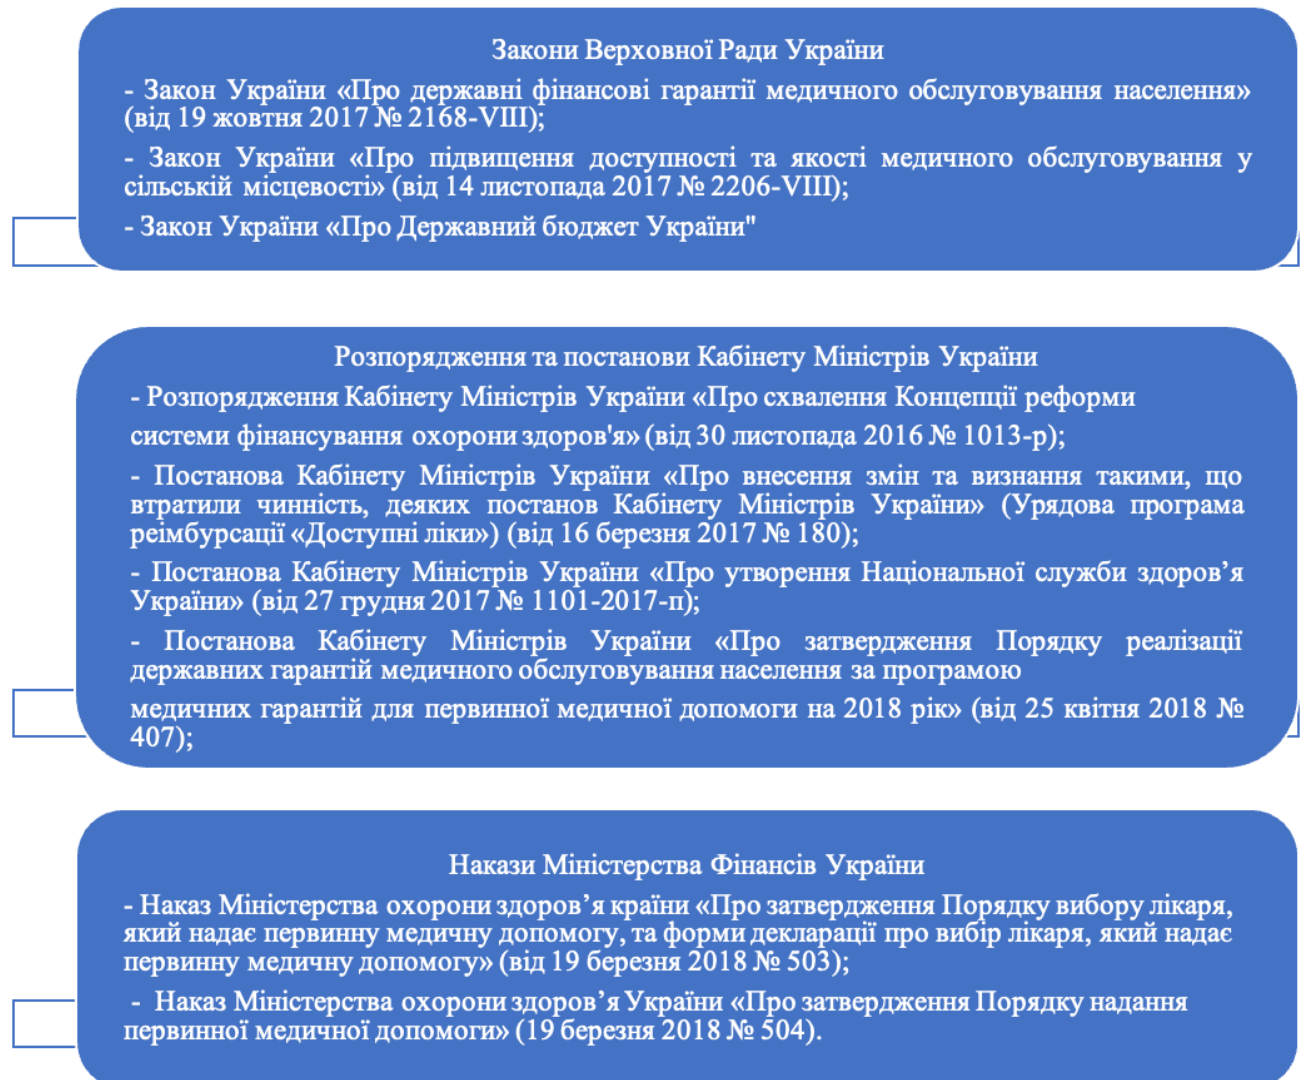 Закони Верховної Ради України
- Закон України «Про державні фінансові гарантії медичного обслуговування населення»
(від 19 жовтня 2017 № 2168-VIII);
- Закон України «Про підвищення доступності та якості медичного обслуговування у
сільській місцевості» (від 14 листопада 2017 № 2206-VIII);
- Закон України «Про Державний бюджет України"
Розпорядження та постанови Кабінету Міністрів України
- Розпорядження Кабінету Міністрів України «Про схвалення Концепції реформи
системи фінансування охорони здоров'я» (від 30 листопада 2016 № 1013-р);
- Постанова Кабінету Міністрів України «Про внесення змін та визнання такими, що
втратили чинність, деяких постанов Кабінету Міністрів України» (Урядова програма
реімбурсації «Доступні ліки») (від 16 березня 2017 № 180);
- Постанова Кабінету Міністрів України «Про утворення Національної служби здоров’я
України» (від 27 грудня 2017 № 1101-2017-п);
- Постанова Кабінету Міністрів України «Про затвердження Порядку реалізації
державних гарантій медичного обслуговування населення за програмою
медичних гарантій для первинної медичної допомоги на 2018 рік» (від 25 квітня 2018 №
407);
Накази Міністерства Фінансів України
- Наказ Міністерства охорони здоров’я країни «Про затвердження Порядку вибору лікаря,
який надає первинну медичну допомогу, та форми декларації про вибір лікаря, який надає
первинну медичну допомогу» (від 19 березня 2018 № 503);
- Наказ Міністерства охорони здоров’я України «Про затвердження Порядку надання
первинної медичної допомоги» (19 березня 2018 № 504).